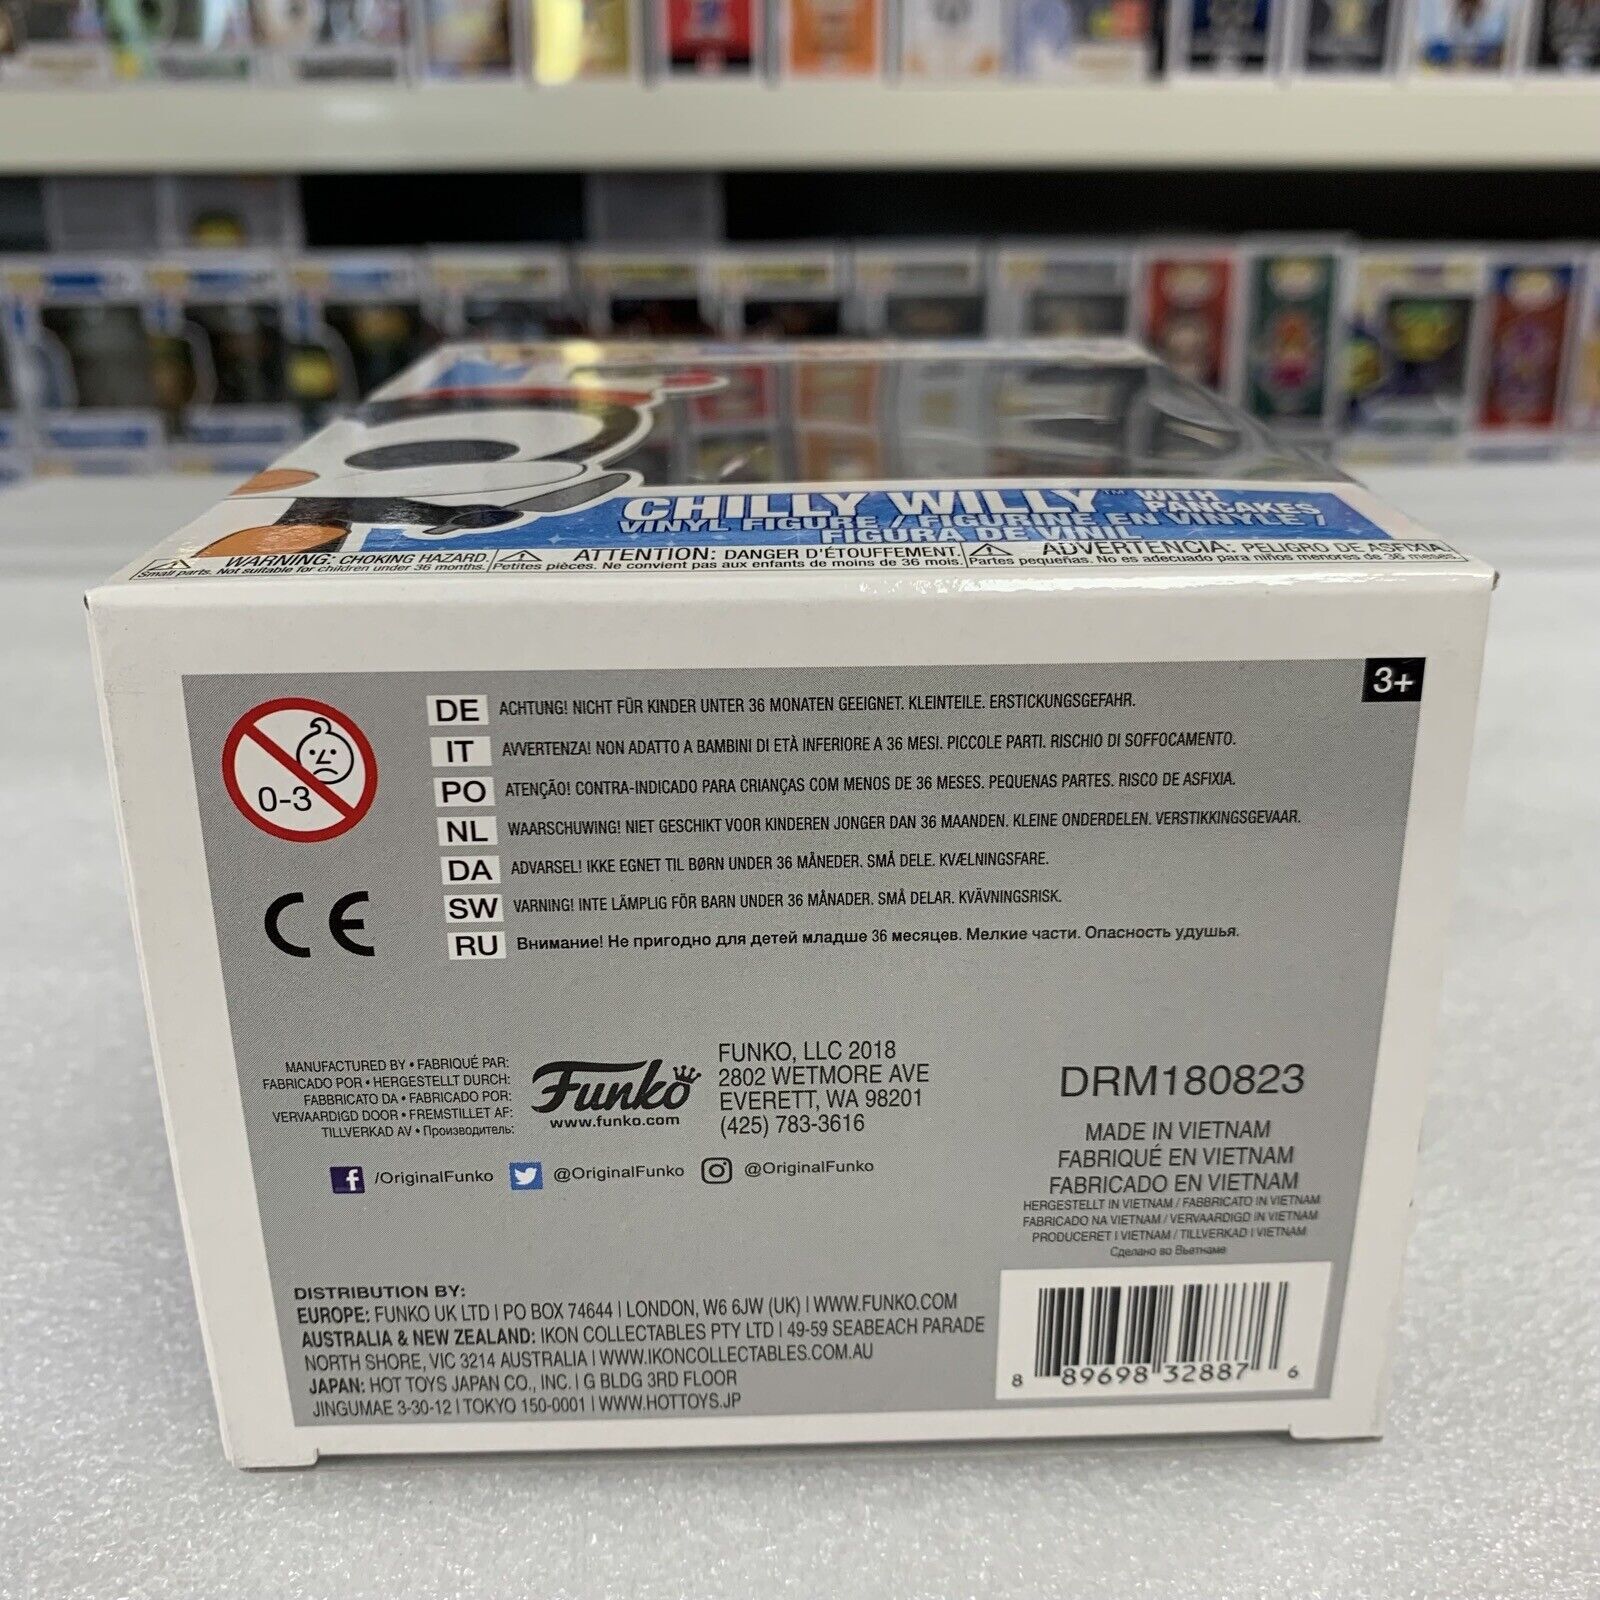 CHILLY WILLY™ WITH PANCAKES
VINYL FIGURE / FIGURINE EN VINYLE /
FIGURA DE VINIL
WARNING: CHOKING HAZARD.
Small parts. Not suitable for children under 36 months.
ATTENTION: DANGER D'ÉTOUFFEMENT.
Petites pièces. Ne convient pas aux enfants de moins de 36 mois.
ADVERTENCIA: PELIGRO DE ASFIXIA.
Partes pequeñas. No es adecuado para niños menores de 36 meses.
3+
0-3
DE ACHTUNG! NICHT FÜR KINDER UNTER 36 MONATEN GEEIGNET. KLEINTEILE. ERSTICKUNGSGEFAHR.
IT AVVERTENZA! NON ADATTO A BAMBINI DI ETÀ INFERIORE A 36 MESI. PICCOLE PARTI. RISCHIO DI SOFFOCAMENTO.
PO ATENÇÃO! CONTRA-INDICADO PARA CRIANÇAS COM MENOS DE 36 MESES. PEQUENAS PARTES. RISCO DE ASFIXIA.
NL WAARSCHUWING! NIET GESCHIKT VOOR KINDEREN JONGER DAN 36 MAANDEN. KLEINE ONDERDELEN. VERSTIKKINGSGEVAAR.
DA ADVARSEL! IKKE EGNET TIL BØRN UNDER 36 MÅNEDER. SMÅ DELE. KVÆLNINGSFARE.
SW VARNING! INTE LÄMPLIG FÖR BARN UNDER 36 MÅNADER. SMÅ DELAR. KVÄVNINGSRISK.
RU Внимание! Не пригодно для детей младше 36 месяцев. Мелкие части. Опасность удушья.
CE
MANUFACTURED BY • FABRIQUÉ PAR:
FABRICADO POR • HERGESTELLT DURCH:
FABBRICATO DA • FABRICADO POR:
VERVAARDIGD DOOR • FREMSTILLET AF:
TILLVERKAD AV • Производитель:
Funko
www.funko.com
FUNKO, LLC 2018
2802 WETMORE AVE
EVERETT, WA 98201
(425) 783-3616
/OriginalFunko @OriginalFunko @OriginalFunko
DRM180823
MADE IN VIETNAM
FABRIQUÉ EN VIETNAM
FABRICADO EN VIETNAM
HERGESTELLT IN VIETNAM / FABBRICATO IN VIETNAM
FABRICADO NA VIETNAM / VERVAARDIGD IN VIETNAM
PRODUCERET I VIETNAM / TILLVERKAD I VIETNAM
Сделано во Вьетнаме
DISTRIBUTION BY:
EUROPE: FUNKO UK LTD | PO BOX 74644 | LONDON, W6 6JW (UK) | WWW.FUNKO.COM
AUSTRALIA & NEW ZEALAND: IKON COLLECTABLES PTY LTD | 49-59 SEABEACH PARADE
NORTH SHORE, VIC 3214 AUSTRALIA | WWW.IKONCOLLECTABLES.COM.AU
JAPAN: HOT TOYS JAPAN CO., INC. | G BLDG 3RD FLOOR
JINGUMAE 3-30-12 | TOKYO 150-0001 | WWW.HOTTOYS.JP
8 89698 32887 6